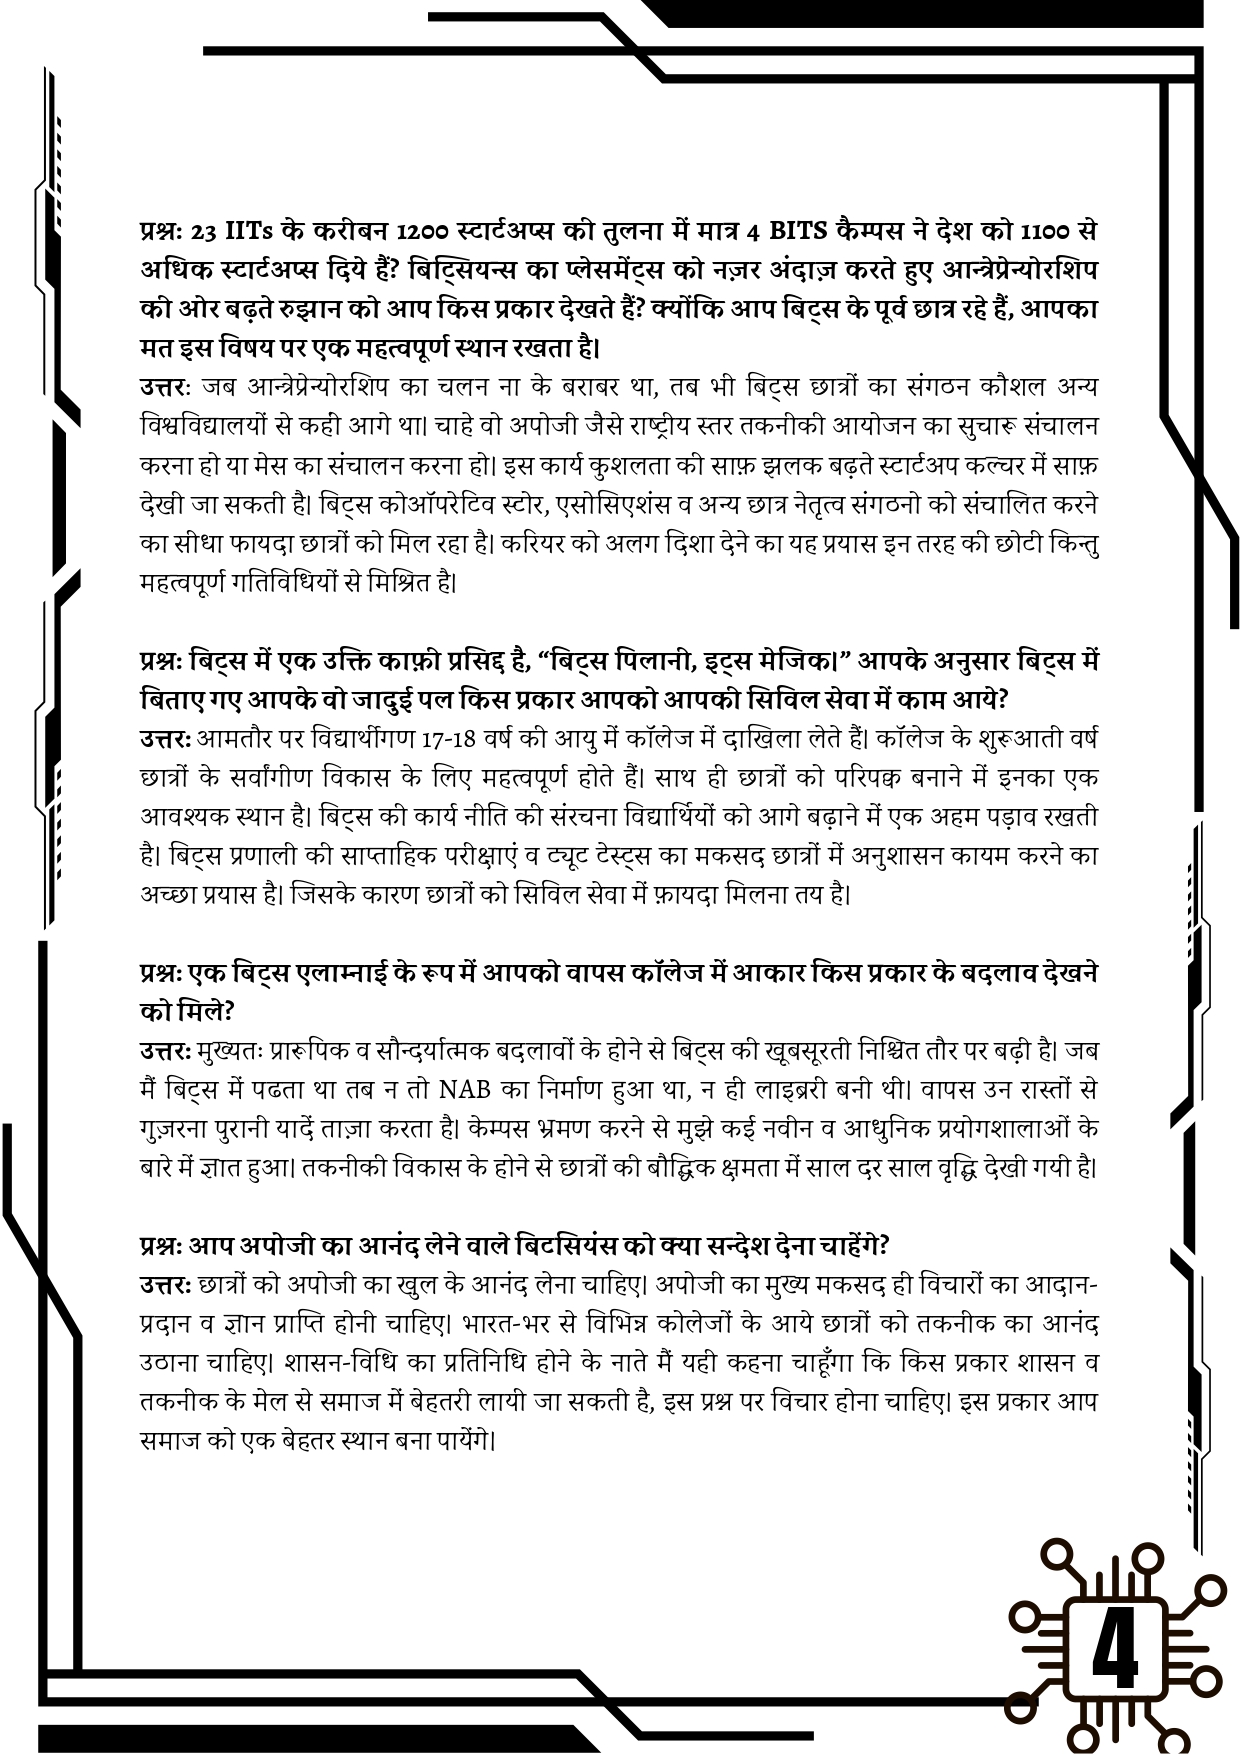 प्रश्न: 23 IITs के करीबन 1200 स्टार्टअप्स की तुलना में मात्र 4 BITS कैम्पस ने देश को 1100 से
अधिक स्टार्टअप्स दिये हैं? बिट्सियन्स का प्लेसमेंट्स को नज़र अंदाज़ करते हुए आन्त्रेप्रेन्योरशिप
की ओर बढ़ते रुझान को आप किस प्रकार देखते हैं? क्योंकि आप बिट्स के पूर्व छात्र रहे हैं, आपका
मत इस विषय पर एक महत्वपूर्ण स्थान रखता है।
उत्तर: जब आन्त्रेप्रेन्योरशिप का चलन ना के बराबर था, तब भी बिट्स छात्रों का संगठन कौशल अन्य
विश्वविद्यालयों से कहीं आगे था। चाहे वो अपोजी जैसे राष्ट्रीय स्तर तकनीकी आयोजन का सुचारू संचालन
करना हो या मेस का संचालन करना हो। इस कार्य कुशलता की साफ़ झलक बढ़ते स्टार्टअप कल्चर में साफ़
देखी जा सकती है। बिट्स कोऑपरेटिव स्टोर, एसोसिएशंस व अन्य छात्र नेतृत्व संगठनो को संचालित करने
का सीधा फायदा छात्रों को मिल रहा है। करियर को अलग दिशा देने का यह प्रयास इन तरह की छोटी किन्तु
महत्वपूर्ण गतिविधियों से मिश्रित है।
प्रश्न: बिट्स में एक उक्ति काफ़ी प्रसिद्द है, “बिट्स पिलानी, इट्स मेजिक।” आपके अनुसार बिट्स में
बिताए गए आपके वो जादुई पल किस प्रकार आपको आपकी सिविल सेवा में काम आये?
उत्तर: आमतौर पर विद्यार्थीगण 17-18 वर्ष की आयु में कॉलेज में दाखिला लेते हैं। कॉलेज के शुरूआती वर्ष
छात्रों के सर्वांगीण विकास के लिए महत्वपूर्ण होते हैं। साथ ही छात्रों को परिपक्व बनाने में इनका एक
आवश्यक स्थान है। बिट्स की कार्य नीति की संरचना विद्यार्थियों को आगे बढ़ाने में एक अहम पड़ाव रखती
है। बिट्स प्रणाली की साप्ताहिक परीक्षाएं व ट्यूट टेस्ट्स का मकसद छात्रों में अनुशासन कायम करने का
अच्छा प्रयास है। जिसके कारण छात्रों को सिविल सेवा में फ़ायदा मिलना तय है।
प्रश्न: एक बिट्स एलाम्नाई के रूप में आपको वापस कॉलेज में आकार किस प्रकार के बदलाव देखने
को मिले?
उत्तर: मुख्यतः प्रारूपिक व सौन्दर्यात्मक बदलावों के होने से बिट्स की खूबसूरती निश्चित तौर पर बढ़ी है। जब
मैं बिट्स में पढता था तब न तो NAB का निर्माण हुआ था, न ही लाइब्ररी बनी थी। वापस उन रास्तों से
गुज़रना पुरानी यादें ताज़ा करता है। केम्पस भ्रमण करने से मुझे कई नवीन व आधुनिक प्रयोगशालाओं के
बारे में ज्ञात हुआ। तकनीकी विकास के होने से छात्रों की बौद्धिक क्षमता में साल दर साल वृद्धि देखी गयी है।
प्रश्न: आप अपोजी का आनंद लेने वाले बिटसियंस को क्या सन्देश देना चाहेंगे?
उत्तर: छात्रों को अपोजी का खुल के आनंद लेना चाहिए। अपोजी का मुख्य मकसद ही विचारों का आदान-
प्रदान व ज्ञान प्राप्ति होनी चाहिए। भारत-भर से विभिन्न कोलेजों के आये छात्रों को तकनीक का आनंद
उठाना चाहिए। शासन-विधि का प्रतिनिधि होने के नाते मैं यही कहना चाहूँगा कि किस प्रकार शासन व
तकनीक के मेल से समाज में बेहतरी लायी जा सकती है, इस प्रश्न पर विचार होना चाहिए। इस प्रकार आप
समाज को एक बेहतर स्थान बना पायेंगे।
4